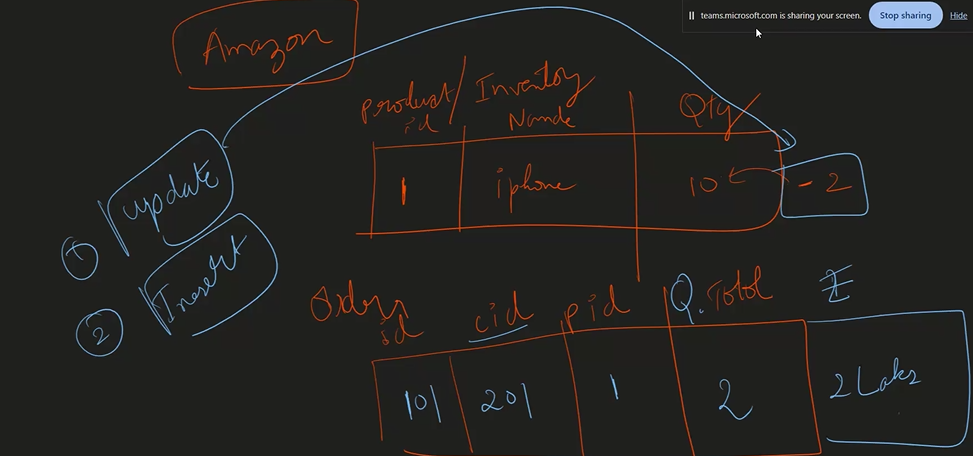 teams.microsoft.com is sharing your screen. Stop sharing Hide
Amazon
Product/ Inventory
id Name Qty
1 iphone 10 - 2
① update
② Insert
Orders
id cid pid Q. Total ₹
101 201 1 2 2 Laks